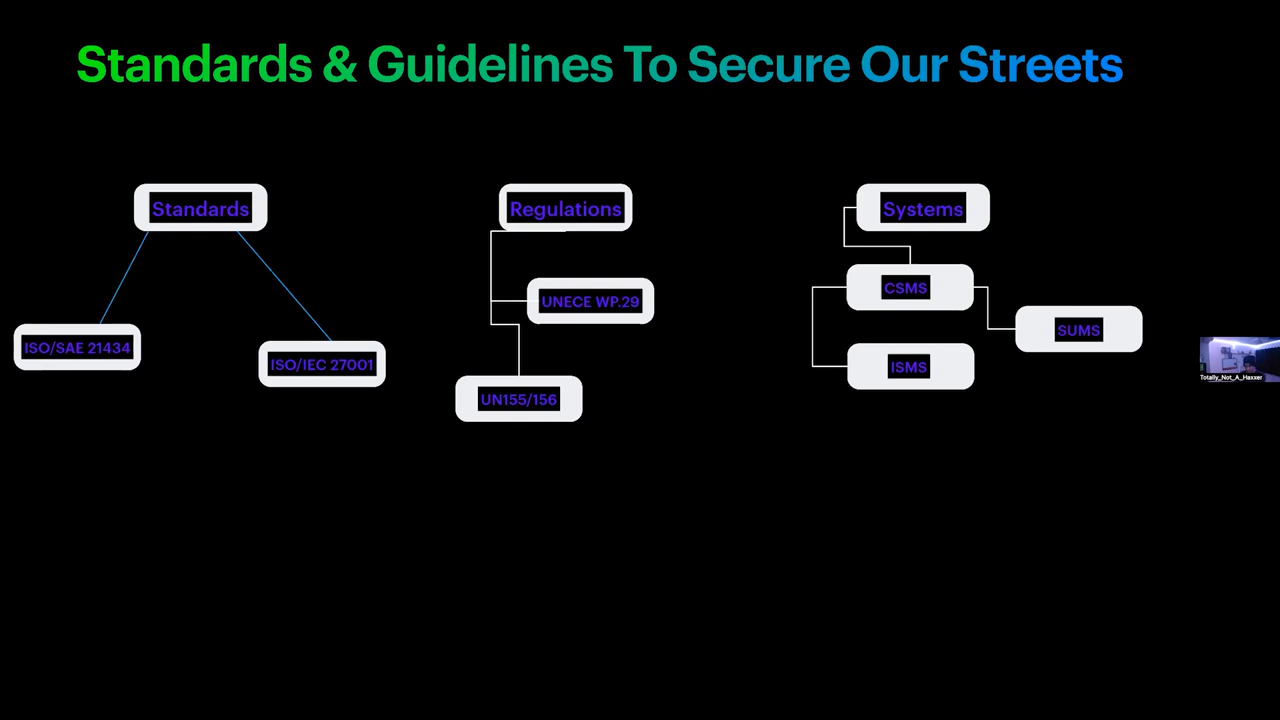 Standards & Guidelines To Secure Our Streets
Standards
ISO/SAE 21434
ISO/IEC 27001
Regulations
UNECE WP.29
UN155/156
Systems
CSMS
SUMS
ISMS
Totally_Not_A_Haxxer